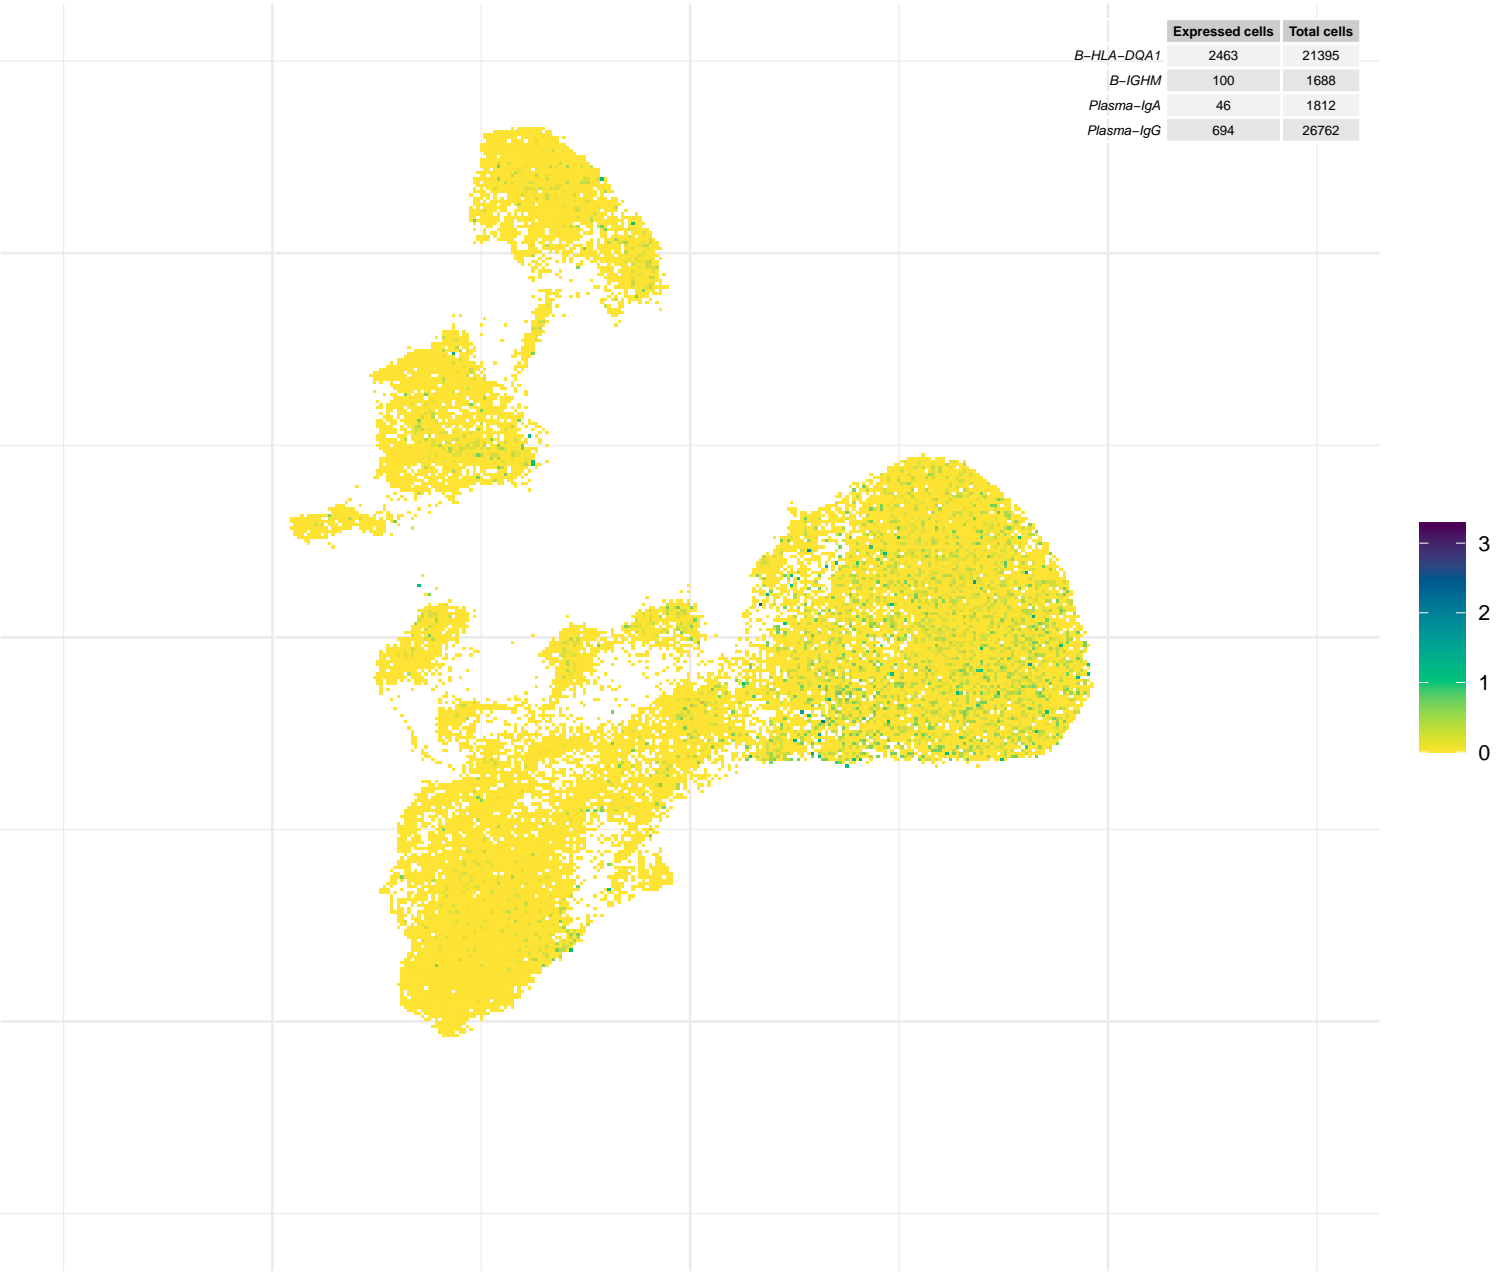 Expressed cells Total cells
B−HLA−DQA1 2463 21395
B−IGHM 100 1688
Plasma−IgA 46 1812
Plasma−IgG 694 26762
3
2
1
0